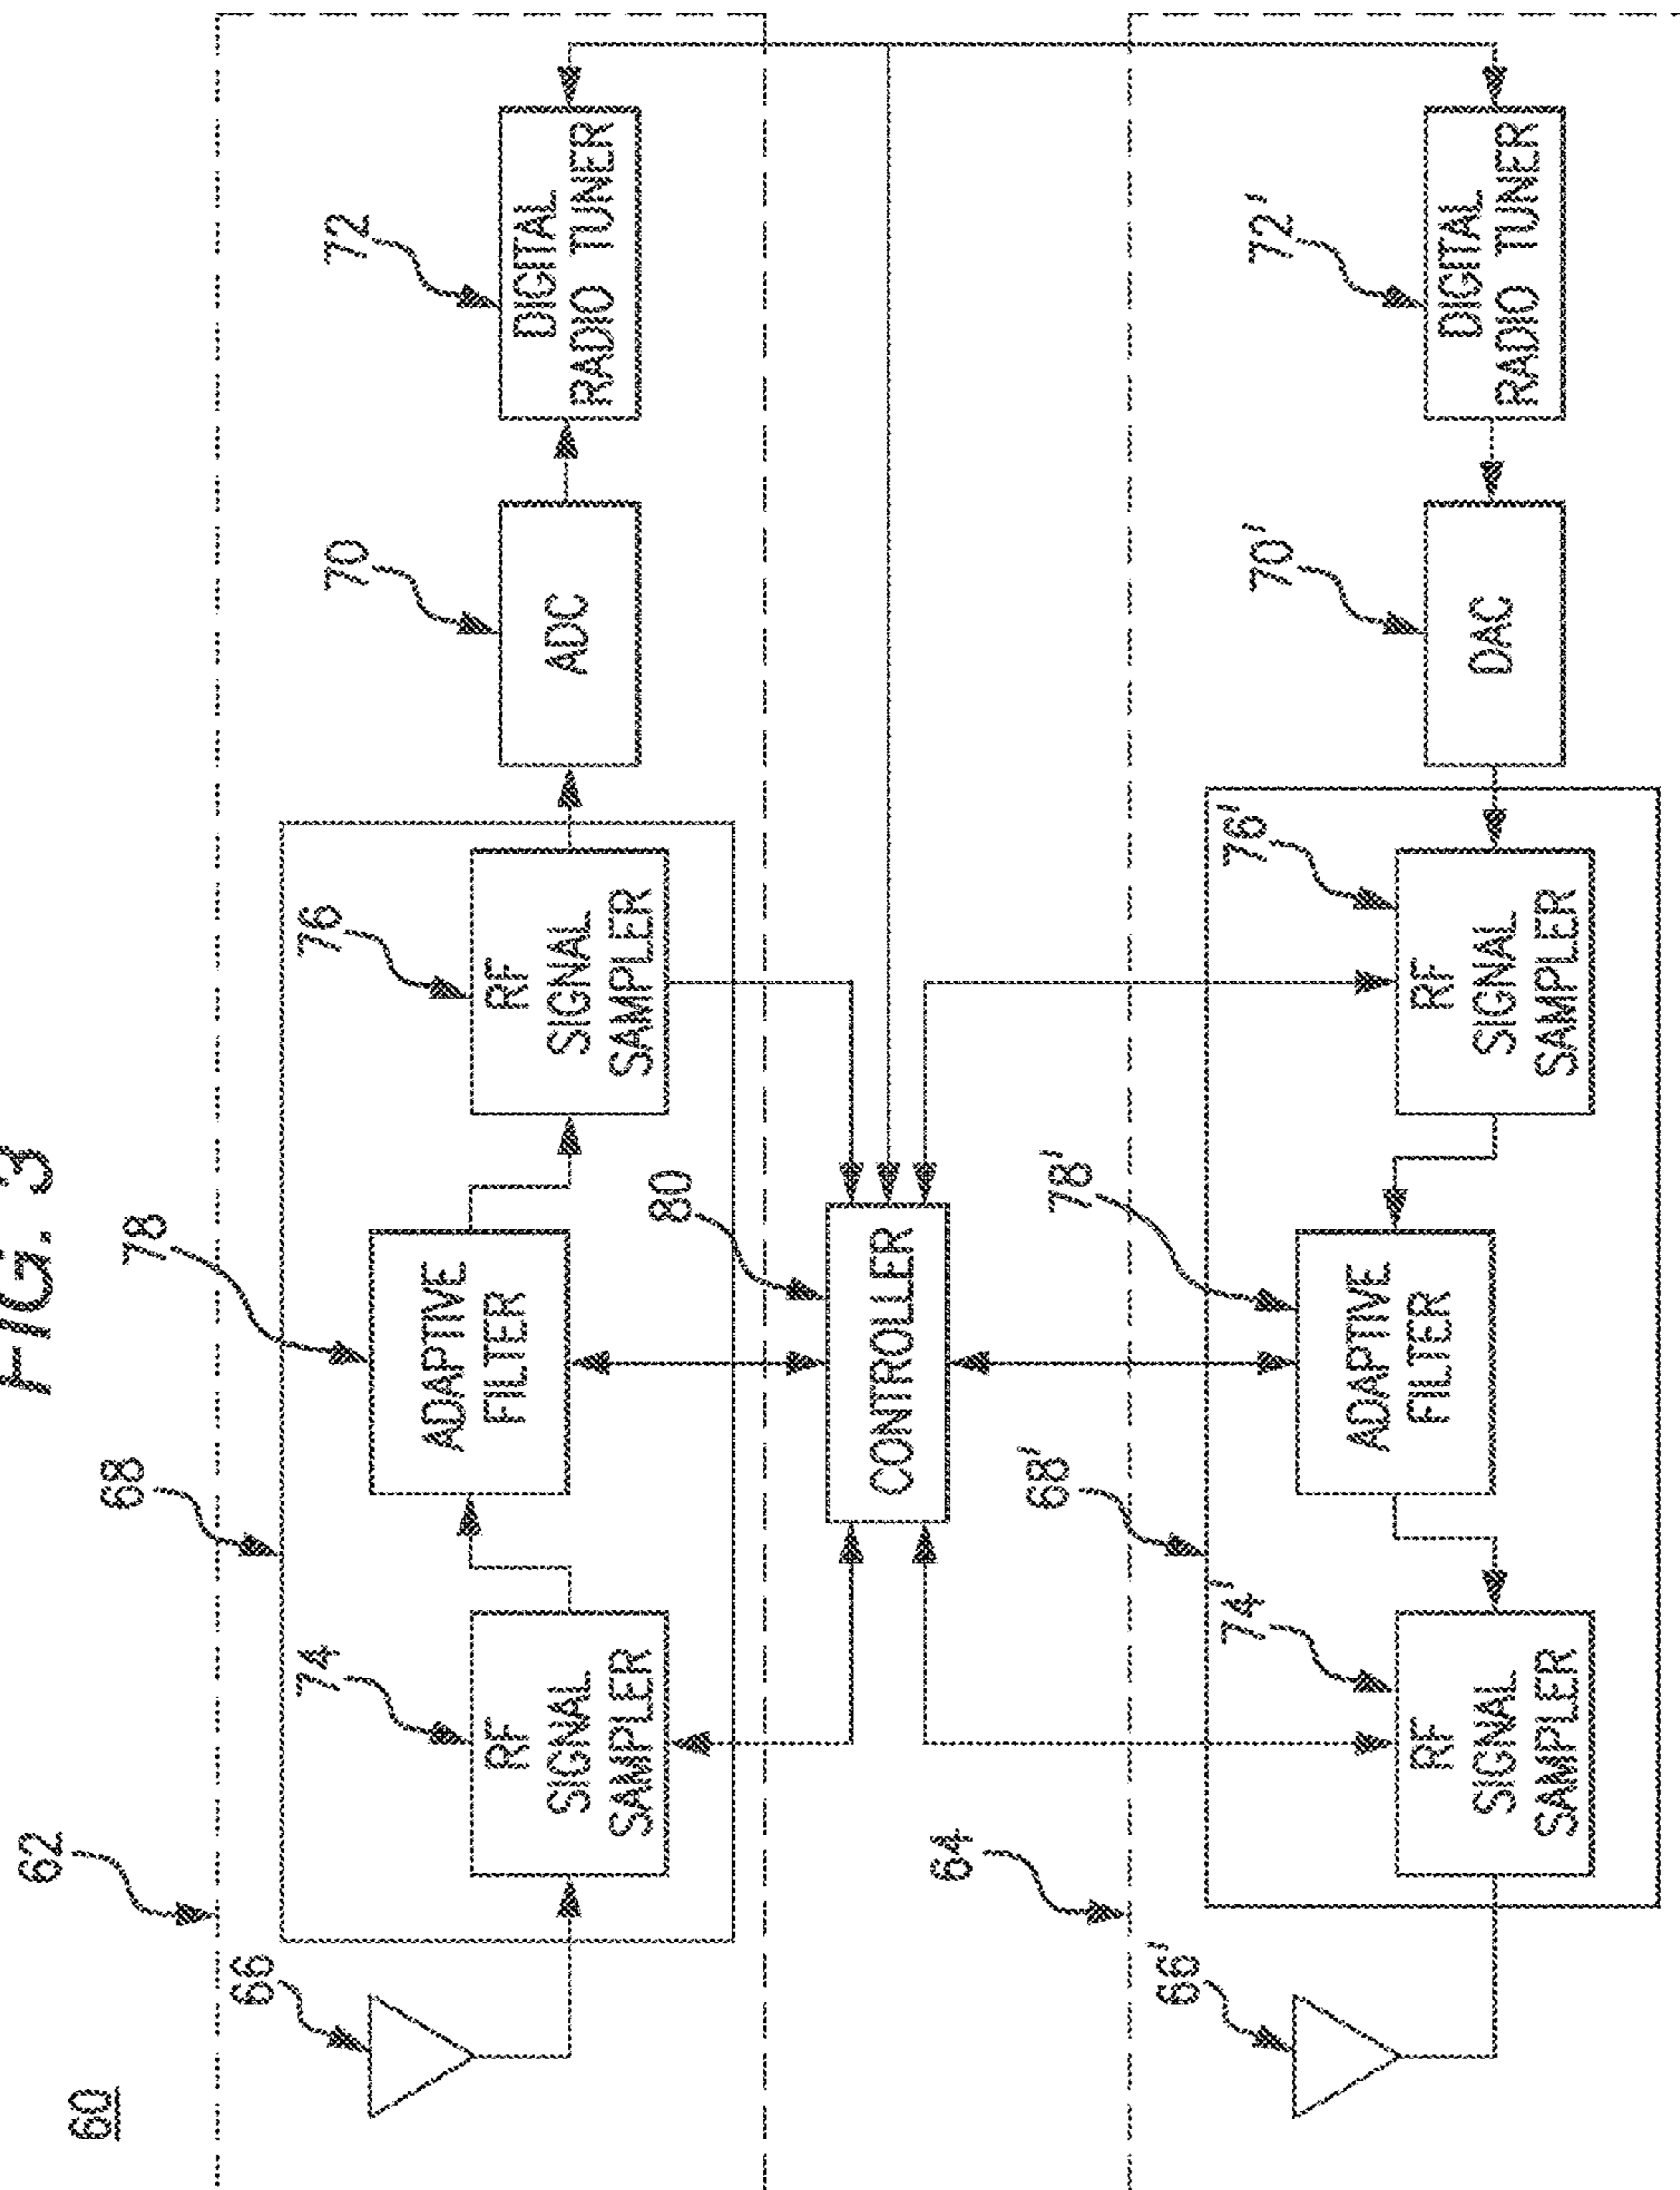 FIG. 3
60
62
66
68
74
RF
SIGNAL
SAMPLER
78
ADAPTIVE
FILTER
76
RF
SIGNAL
SAMPLER
70
ADC
72
DIGITAL
RADIO TUNER
80
CONTROLLER
64
66'
68'
74'
RF
SIGNAL
SAMPLER
78'
ADAPTIVE
FILTER
76'
RF
SIGNAL
SAMPLER
70'
DAC
72'
DIGITAL
RADIO TUNER